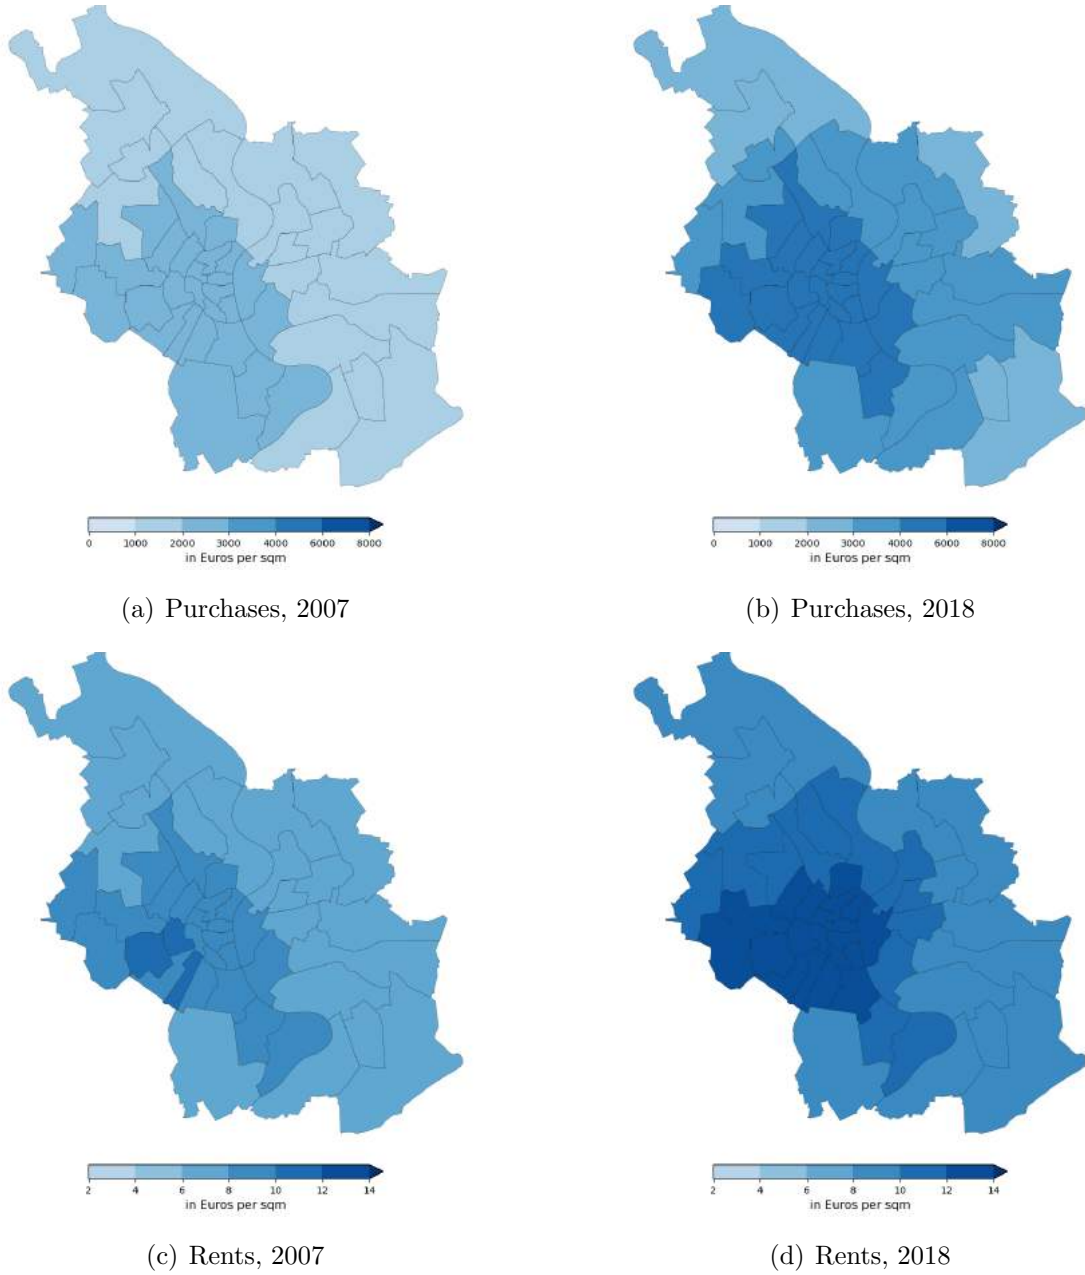 0 1000 2000 3000 4000 6000 8000
in Euros per sqm
0 1000 2000 3000 4000 6000 8000
in Euros per sqm
(a) Purchases, 2007
(b) Purchases, 2018
2 4 6 8 10 12 14
in Euros per sqm
2 4 6 8 10 12 14
in Euros per sqm
(c) Rents, 2007
(d) Rents, 2018